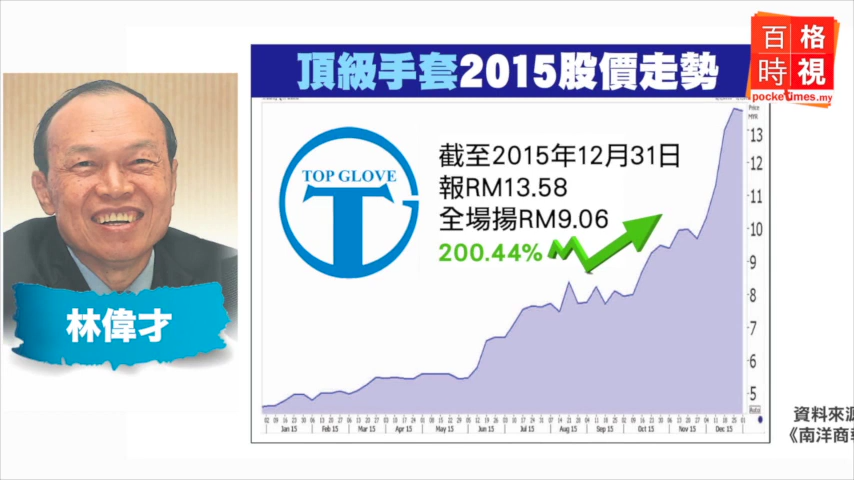 頂級手套2015股價走勢
百格
時視
pocketimes.my
TOP GLOVE
截至2015年12月31日
報RM13.58
全場揚RM9.06
200.44%
林偉才
Price
MYR
13
12
11
10
9
8
7
6
5
Auto
Jan 15 Feb 15 Mar 15 Apr 15 May 15 Jun 15 Jul 15 Aug 15 Sep 15 Oct 15 Nov 15 Dec 15
資料來源
《南洋商